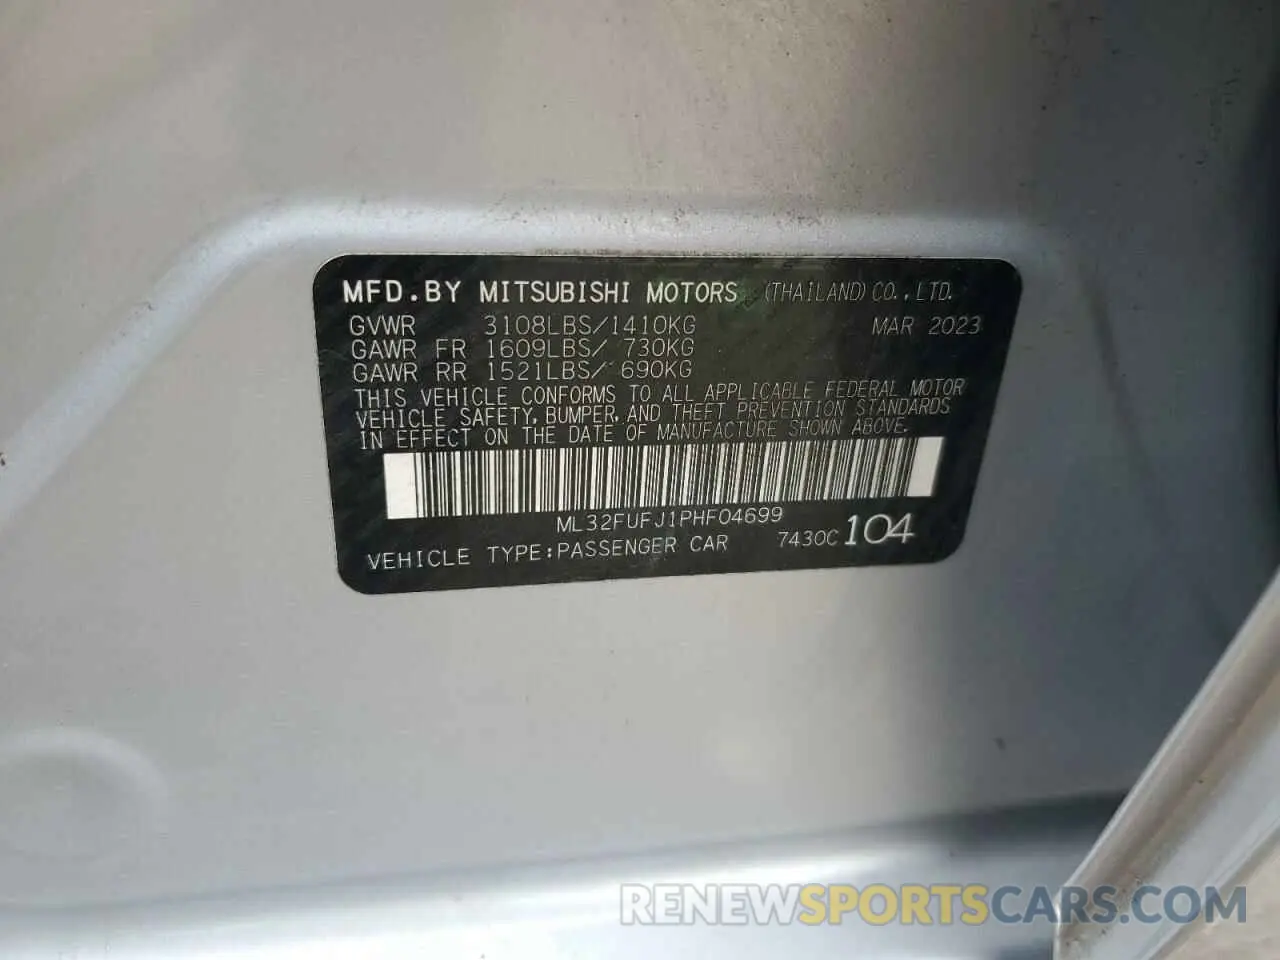 MFD.BY MITSUBISHI MOTORS (THAILAND) CO., LTD.
GVWR 3108LBS/1410KG MAR 2023
GAWR FR 1609LBS/ 730KG
GAWR RR 1521LBS/ 690KG
THIS VEHICLE CONFORMS TO ALL APPLICABLE FEDERAL MOTOR
VEHICLE SAFETY, BUMPER, AND THEFT PREVENTION STANDARDS
IN EFFECT ON THE DATE OF MANUFACTURE SHOWN ABOVE.
ML32FUFJ1PHF04699
VEHICLE TYPE:PASSENGER CAR 7430C 104
RENEWSPORTSCARS.COM